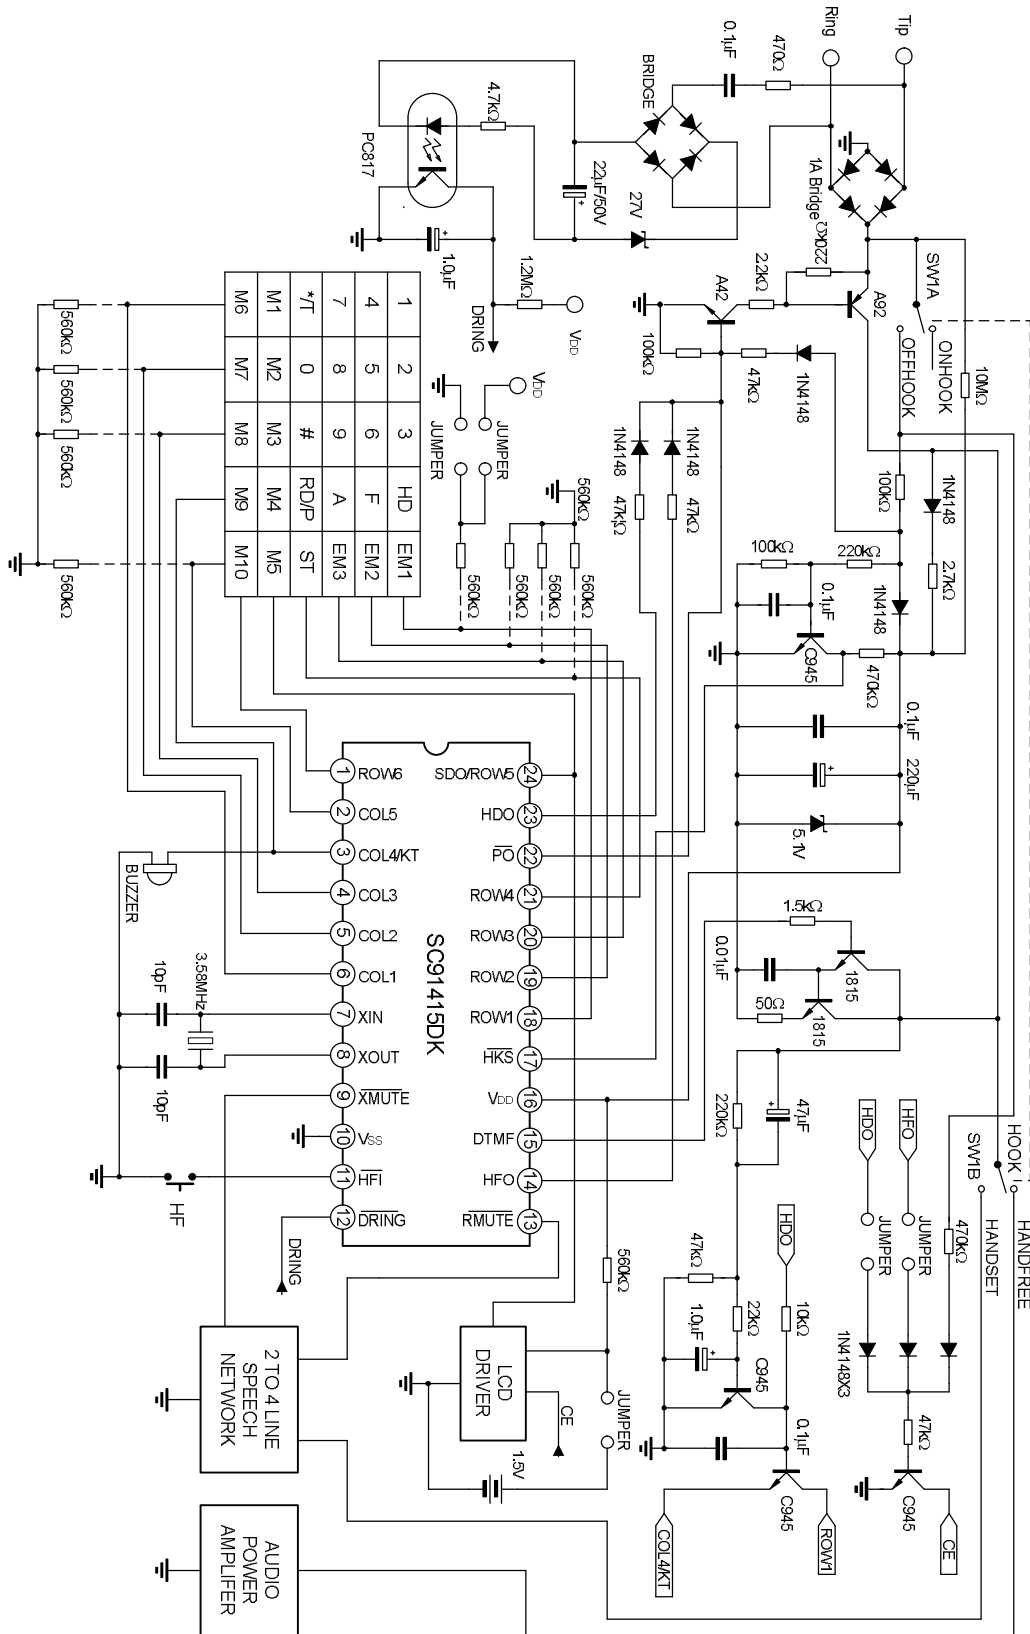 Ring
Tip
0.1μF
470Ω
BRIDGE
4.7kΩ
PC817
22μF/50V
27V
1.0μF
1.2MΩ
VDD
DRING
1A Bridge
220KΩ
2.2kΩ
A42
A92
SW1A
OFFHOOK
ONHOOK
10MΩ
100kΩ
47kΩ
1N4148
1N4148
1N4148
47kΩ
47kΩ
100kΩ
1N4148
2.7kΩ
100kΩ
220kΩ
1N4148
0.1μF
C945
470kΩ
0.1μF
220μF
5.1V
1 2 3 HD EM1
4 5 6 F EM2
7 8 9 A EM3
*/T 0 # RD/P ST
M1 M2 M3 M4 M5
M6 M7 M8 M9 M10
560kΩ
560kΩ
560kΩ
560kΩ
VDD
JUMPER
JUMPER
560kΩ
560kΩ
560kΩ
560kΩ
560kΩ
SC91415DK
1 ROW6
2 COL5
3 COL4/KT
4 COL3
5 COL2
6 COL1
7 XIN
8 XOUT
9 XMUTE
10 VSS
11 HFI
12 DRING
24 SDO/ROW5
23 HDO
22 PO
21 ROW4
20 ROW3
19 ROW2
18 ROW1
17 HKS
16 VDD
15 DTMF
14 HFO
13 RMUTE
BUZZER
10pF
3.58MHz
10pF
HF
DRING
1.5kΩ
0.01μF
1815
50Ω
1815
220kΩ
47μF
HDO
HFO
HOOK
SW1B
HANDSET
HANDFREE
JUMPER
JUMPER
470kΩ
1N4148X3
47kΩ
C945
CE
HDO
10kΩ
47kΩ
22kΩ
1.0μF
C945
0.1μF
C945
COL4/KT
ROW1
560kΩ
JUMPER
1.5V
LCD
DRIVER
CE
2 TO 4 LINE
SPEECH
NETWORK
AUDIO
POWER
AMPLIFER